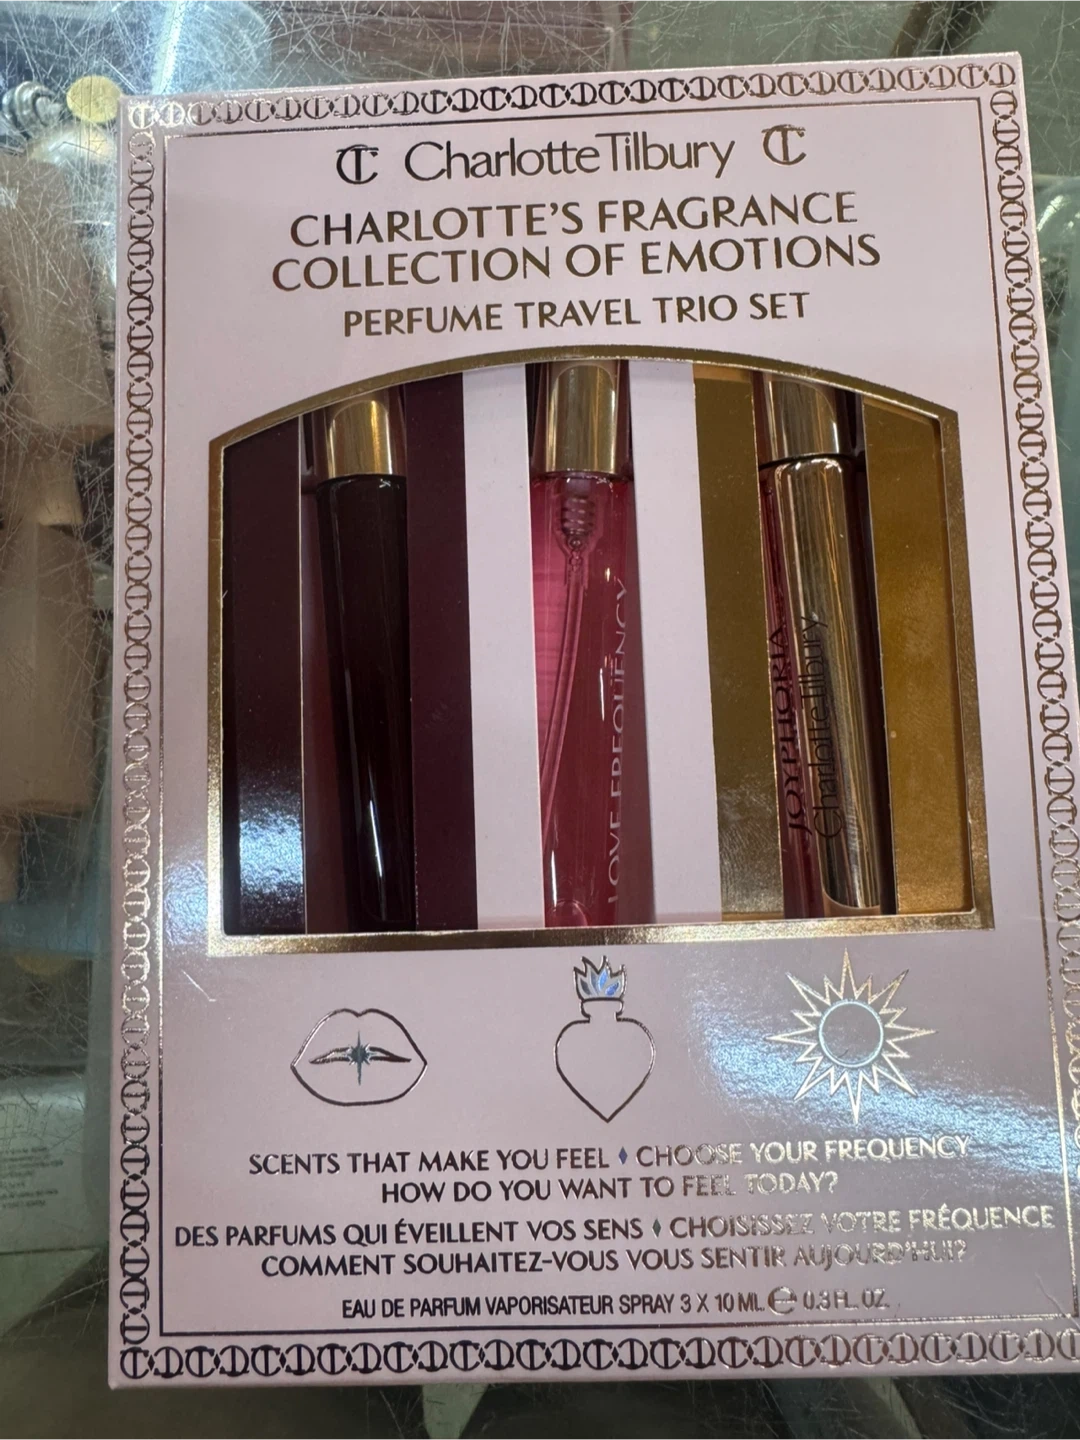 CharlotteTilbury
CHARLOTTE'S FRAGRANCE
COLLECTION OF EMOTIONS
PERFUME TRAVEL TRIO SET
LOVE FREQUENCY
JOYPHORIA
CharlotteTilbury
SCENTS THAT MAKE YOU FEEL ♦ CHOOSE YOUR FREQUENCY
HOW DO YOU WANT TO FEEL TODAY?
DES PARFUMS QUI ÉVEILLENT VOS SENS ♦ CHOISISSEZ VOTRE FRÉQUENCE
COMMENT SOUHAITEZ-VOUS VOUS SENTIR AUJOURD'HUI?
EAU DE PARFUM VAPORISATEUR SPRAY 3 X 10 ML ℮ 0.3 FL. OZ.